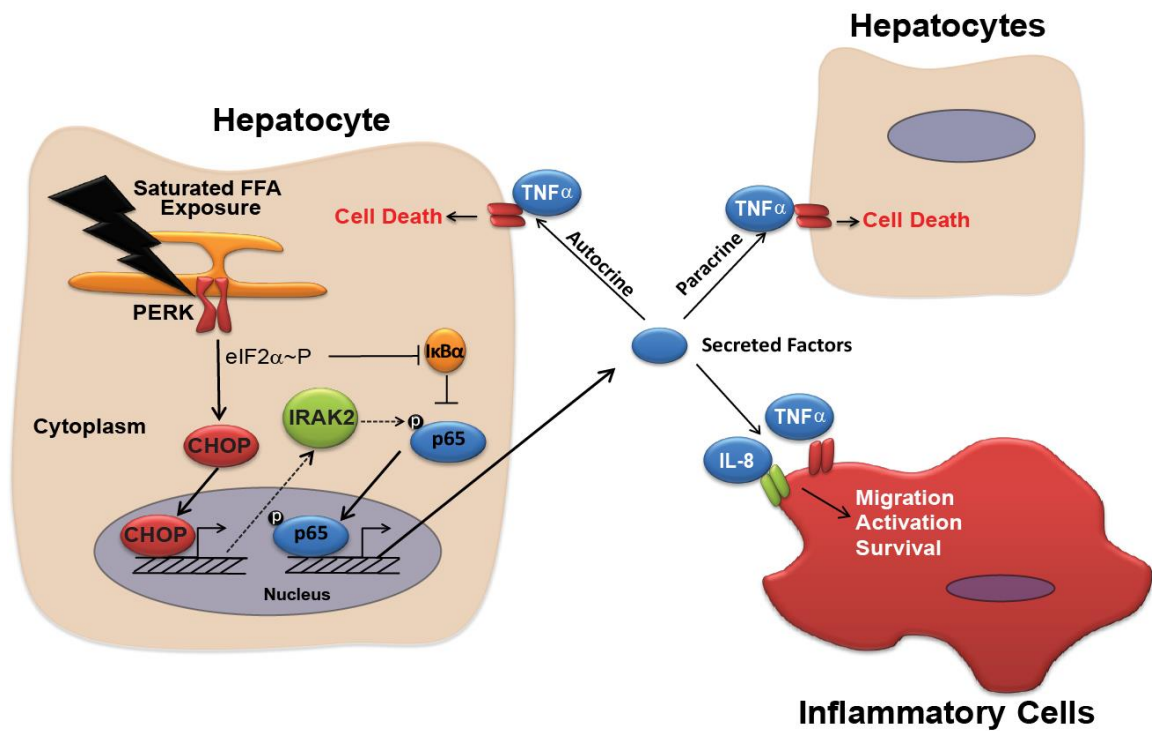 Hepatocytes
Hepatocyte
Saturated FFA
Exposure
PERK
eIF2α~P
IκBα
Cytoplasm
IRAK2
p
p65
CHOP
CHOP
p
p65
Nucleus
TNFα
Cell Death
Autocrine
TNFα
Cell Death
Paracrine
Secreted Factors
TNFα
IL-8
Migration
Activation
Survival
Inflammatory Cells